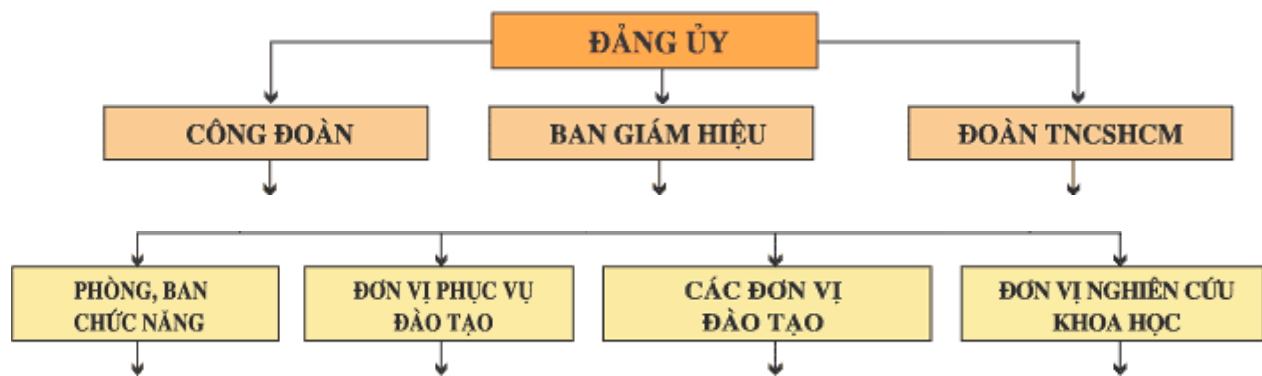 ĐẢNG ỦY
CÔNG ĐOÀN
BAN GIÁM HIỆU
ĐOÀN TNCSHCM
PHÒNG, BAN
CHỨC NĂNG
ĐƠN VỊ PHỤC VỤ
ĐÀO TẠO
CÁC ĐƠN VỊ
ĐÀO TẠO
ĐƠN VỊ NGHIÊN CỨU
KHOA HỌC